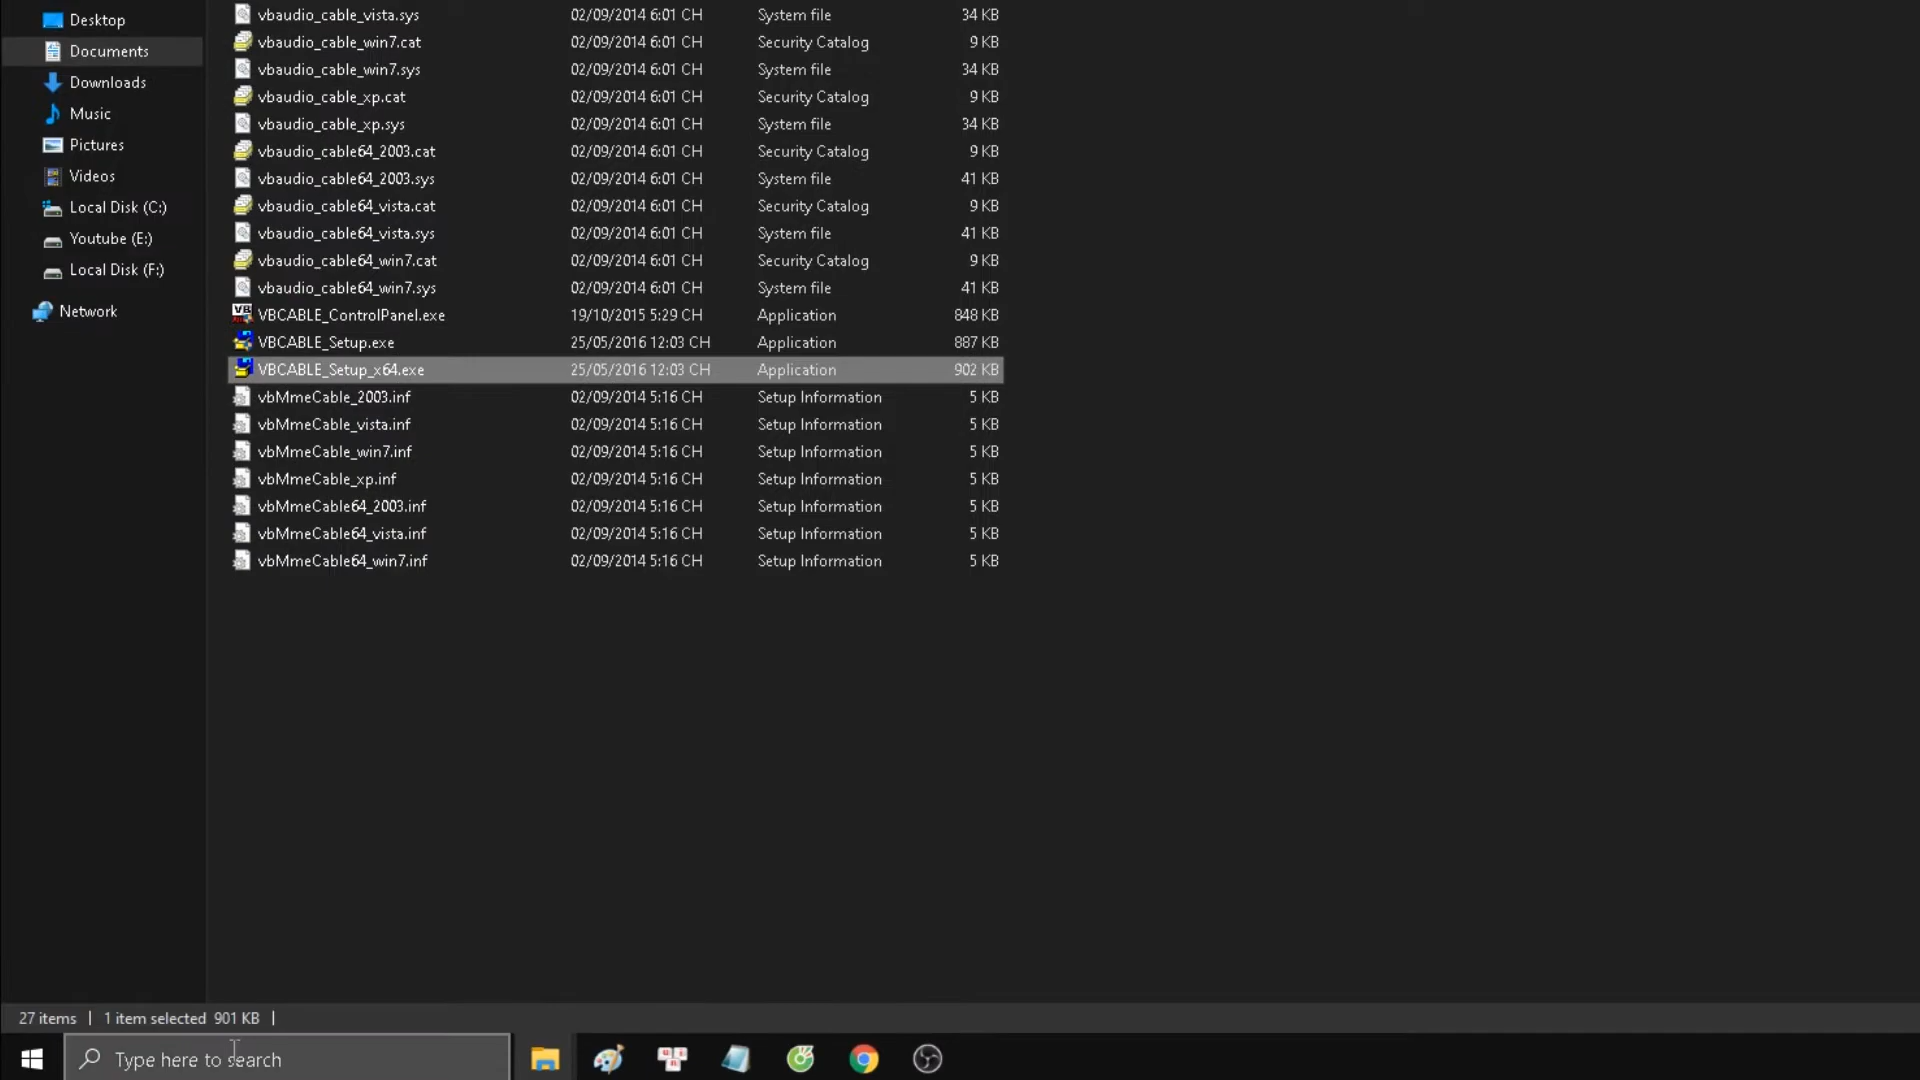 Desktop
Documents
Downloads
Music
Pictures
Videos
Local Disk (C:)
Youtube (E:)
Local Disk (F:)
Network
vbaudio_cable_vista.sys 02/09/2014 6:01 CH System file 34 KB
vbaudio_cable_win7.cat 02/09/2014 6:01 CH Security Catalog 9 KB
vbaudio_cable_win7.sys 02/09/2014 6:01 CH System file 34 KB
vbaudio_cable_xp.cat 02/09/2014 6:01 CH Security Catalog 9 KB
vbaudio_cable_xp.sys 02/09/2014 6:01 CH System file 34 KB
vbaudio_cable64_2003.cat 02/09/2014 6:01 CH Security Catalog 9 KB
vbaudio_cable64_2003.sys 02/09/2014 6:01 CH System file 41 KB
vbaudio_cable64_vista.cat 02/09/2014 6:01 CH Security Catalog 9 KB
vbaudio_cable64_vista.sys 02/09/2014 6:01 CH System file 41 KB
vbaudio_cable64_win7.cat 02/09/2014 6:01 CH Security Catalog 9 KB
vbaudio_cable64_win7.sys 02/09/2014 6:01 CH System file 41 KB
VBCABLE_ControlPanel.exe 19/10/2015 5:29 CH Application 848 KB
VBCABLE_Setup.exe 25/05/2016 12:03 CH Application 887 KB
VBCABLE_Setup_x64.exe 25/05/2016 12:03 CH Application 902 KB
vbMmeCable_2003.inf 02/09/2014 5:16 CH Setup Information 5 KB
vbMmeCable_vista.inf 02/09/2014 5:16 CH Setup Information 5 KB
vbMmeCable_win7.inf 02/09/2014 5:16 CH Setup Information 5 KB
vbMmeCable_xp.inf 02/09/2014 5:16 CH Setup Information 5 KB
vbMmeCable64_2003.inf 02/09/2014 5:16 CH Setup Information 5 KB
vbMmeCable64_vista.inf 02/09/2014 5:16 CH Setup Information 5 KB
vbMmeCable64_win7.inf 02/09/2014 5:16 CH Setup Information 5 KB
27 items | 1 item selected 901 KB |
Type here to search